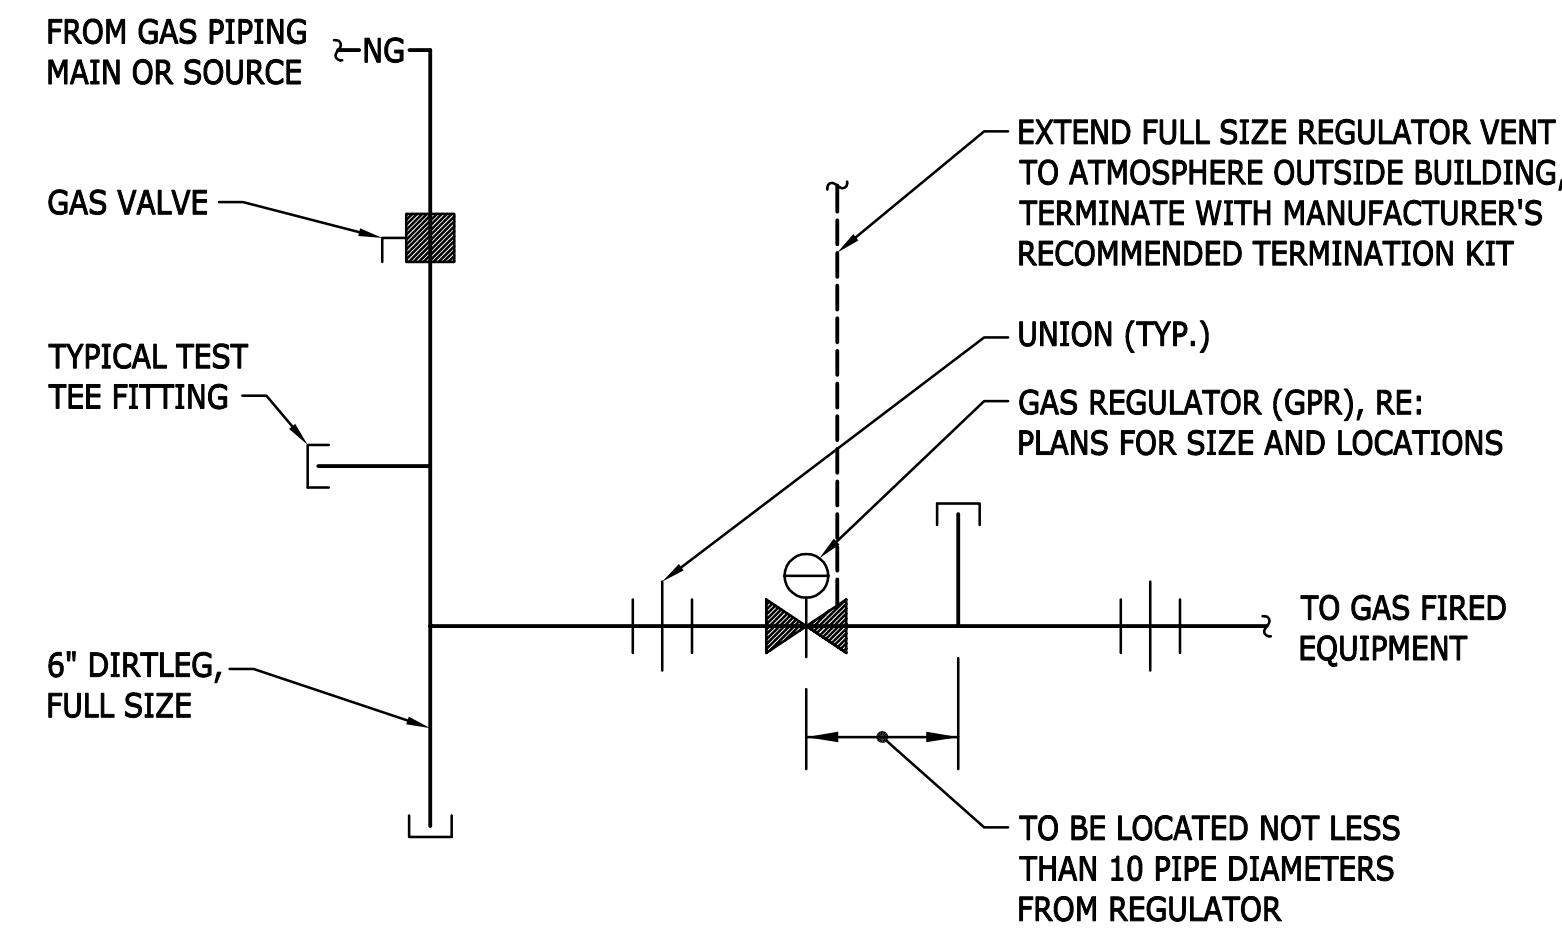 FROM GAS PIPING
MAIN OR SOURCE
NG
GAS VALVE
TYPICAL TEST
TEE FITTING
6" DIRTLEG,
FULL SIZE
EXTEND FULL SIZE REGULATOR VENT
TO ATMOSPHERE OUTSIDE BUILDING,
TERMINATE WITH MANUFACTURER'S
RECOMMENDED TERMINATION KIT
UNION (TYP.)
GAS REGULATOR (GPR), RE:
PLANS FOR SIZE AND LOCATIONS
TO GAS FIRED
EQUIPMENT
TO BE LOCATED NOT LESS
THAN 10 PIPE DIAMETERS
FROM REGULATOR